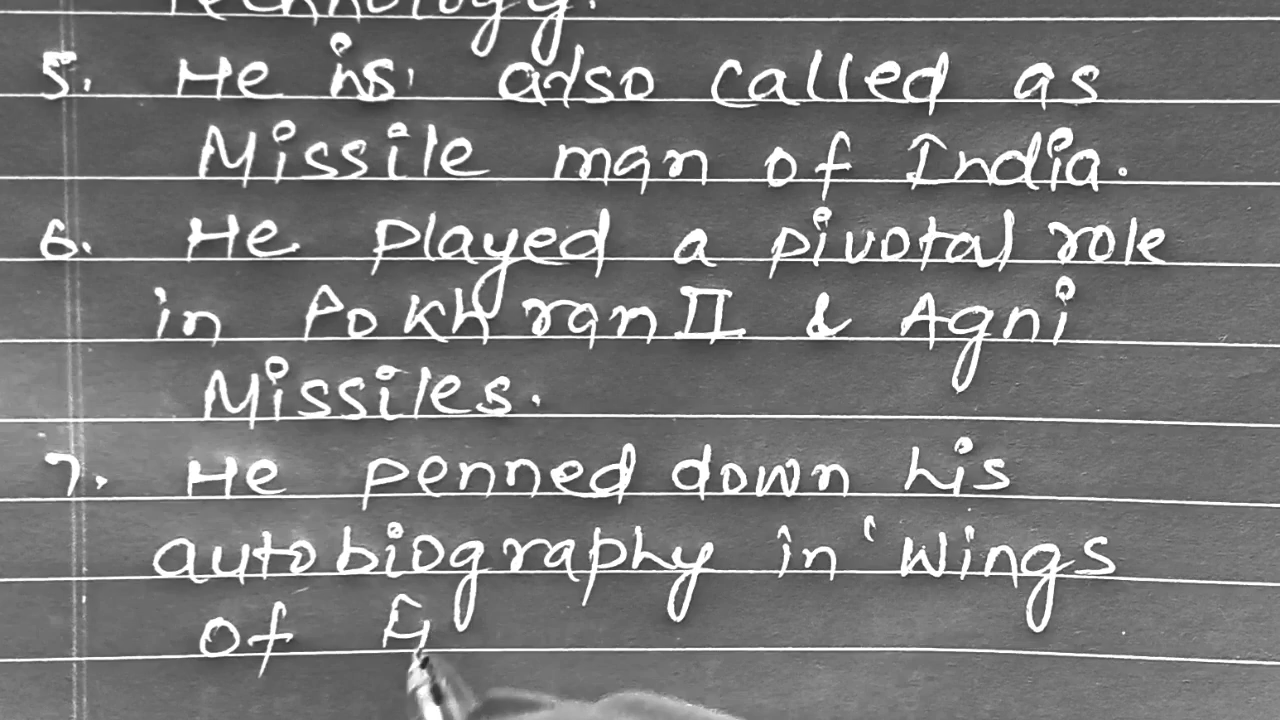 Technology.
5. He is also called as
Missile man of India.
6. He played a pivotal role
in Pokhran II & Agni
Missiles.
7. He penned down his
autobiography in 'Wings
of